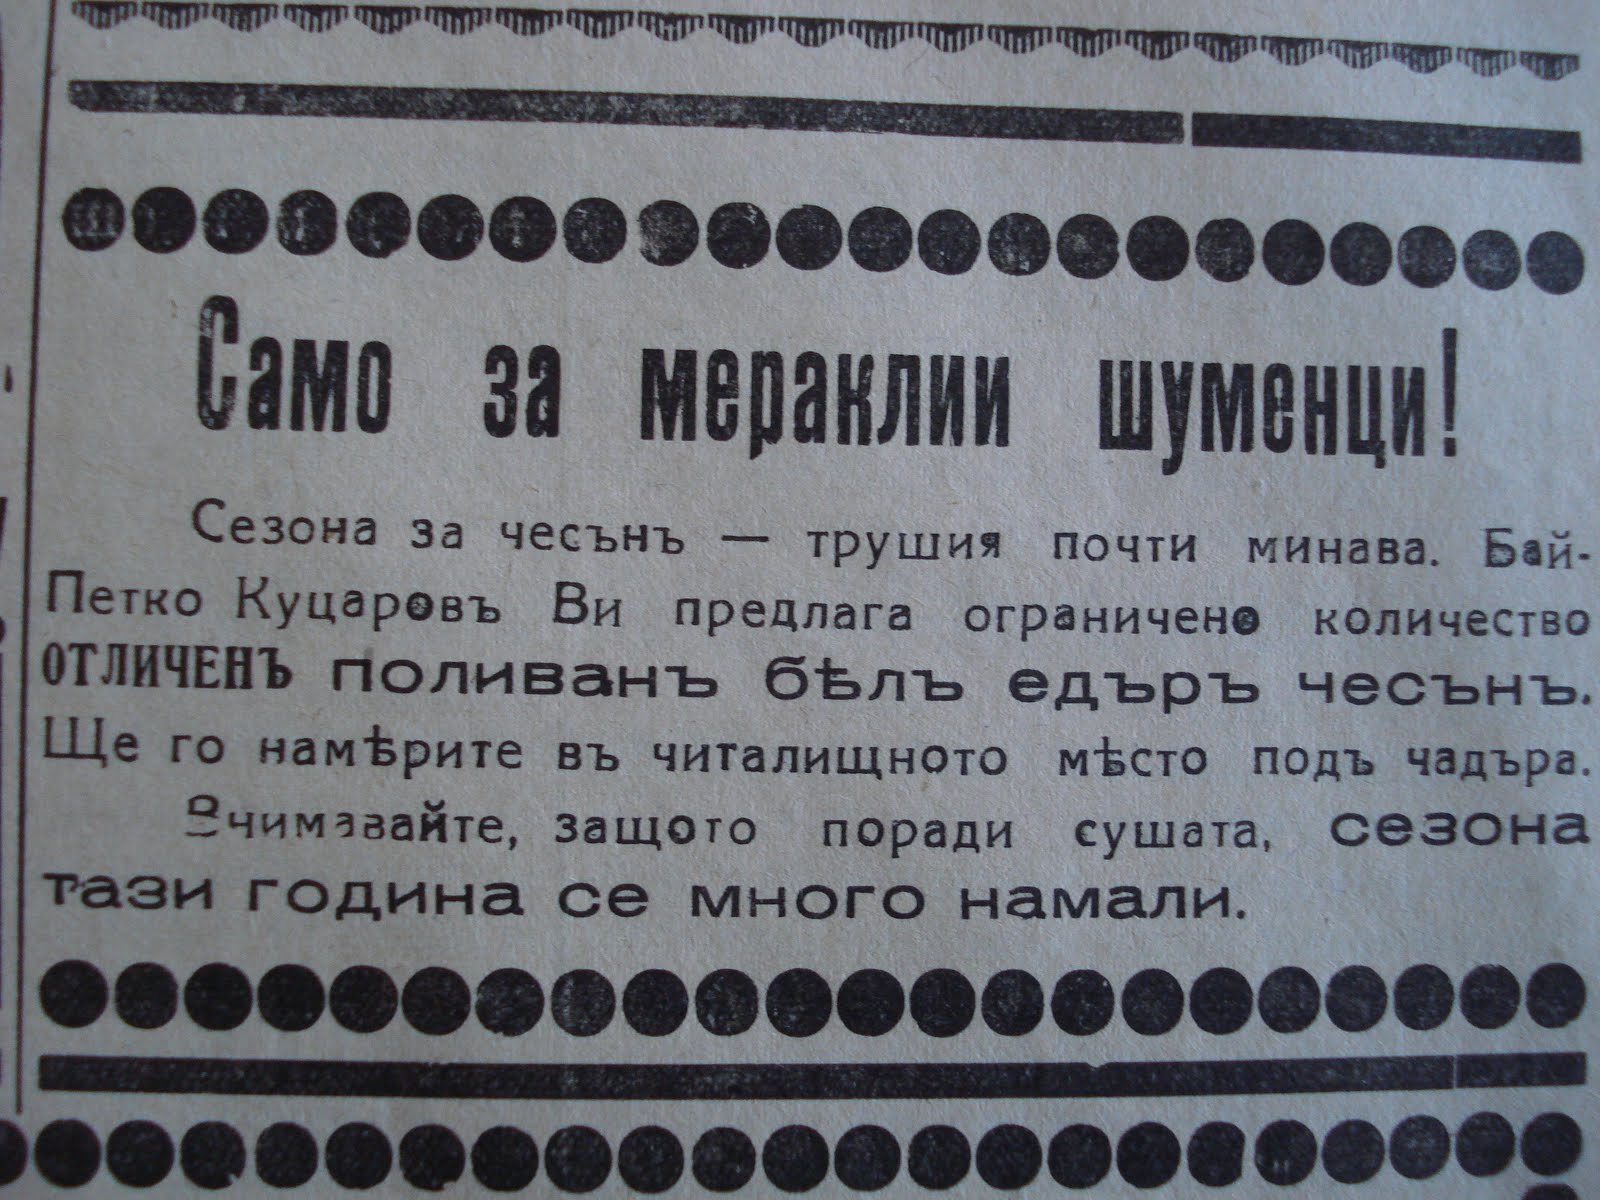 Само за мераклии шуменци!
Сезона за чесънъ — трушия почти минава. Бай-
Петко Куцаровъ Ви предлага ограничено количество
ОТЛИЧЕНЪ поливанъ бѣлъ едъръ чесънъ.
Ще го намѣрите въ читалищното мѣсто подъ чадъра.
Вчимавайте, защото поради сушата, сезона
тази година се много намали.